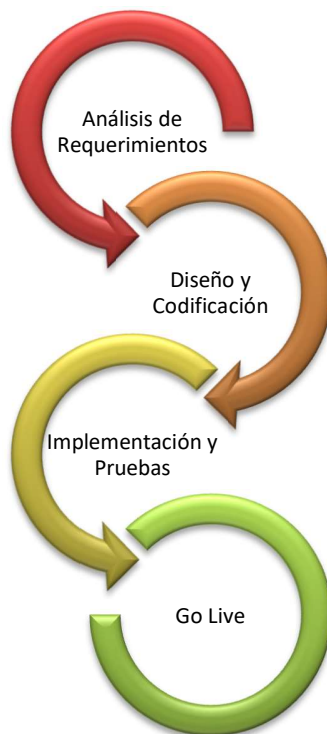 Análisis de
Requerimientos
Diseño y
Codificación
Implementación y
Pruebas
Go Live